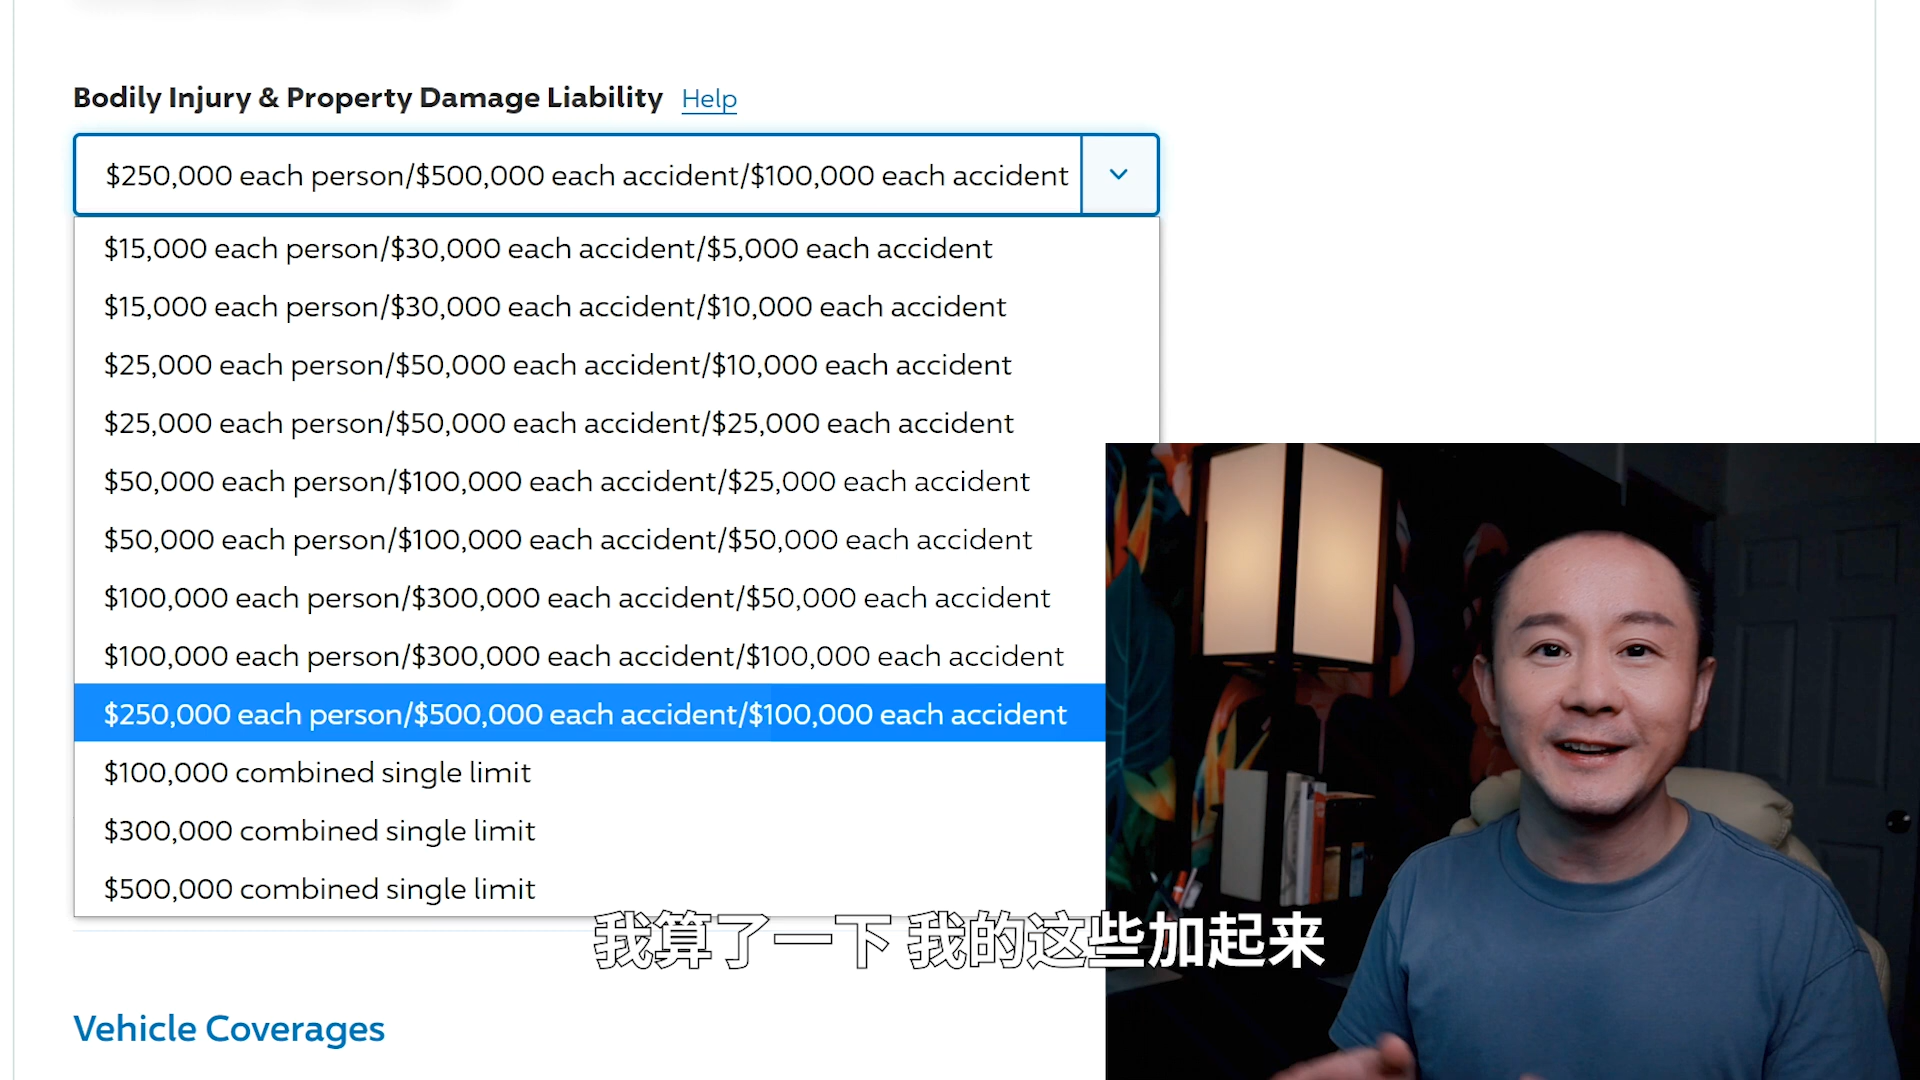 Bodily Injury & Property Damage Liability Help
$250,000 each person/$500,000 each accident/$100,000 each accident
$15,000 each person/$30,000 each accident/$5,000 each accident
$15,000 each person/$30,000 each accident/$10,000 each accident
$25,000 each person/$50,000 each accident/$10,000 each accident
$25,000 each person/$50,000 each accident/$25,000 each accident
$50,000 each person/$100,000 each accident/$25,000 each accident
$50,000 each person/$100,000 each accident/$50,000 each accident
$100,000 each person/$300,000 each accident/$50,000 each accident
$100,000 each person/$300,000 each accident/$100,000 each accident
$250,000 each person/$500,000 each accident/$100,000 each accident
$100,000 combined single limit
$300,000 combined single limit
$500,000 combined single limit
我算了一下 我的这些加起来
Vehicle Coverages